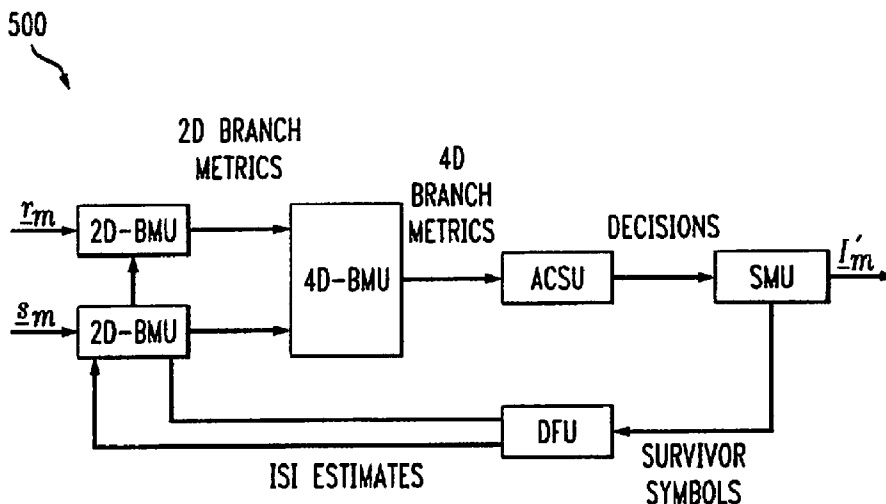 500
2D BRANCH
METRICS
4D
BRANCH
METRICS
DECISIONS
r_m
2D-BMU
4D-BMU
ACSU
SMU
I'_m
s_m
2D-BMU
DFU
ISI ESTIMATES
SURVIVOR
SYMBOLS